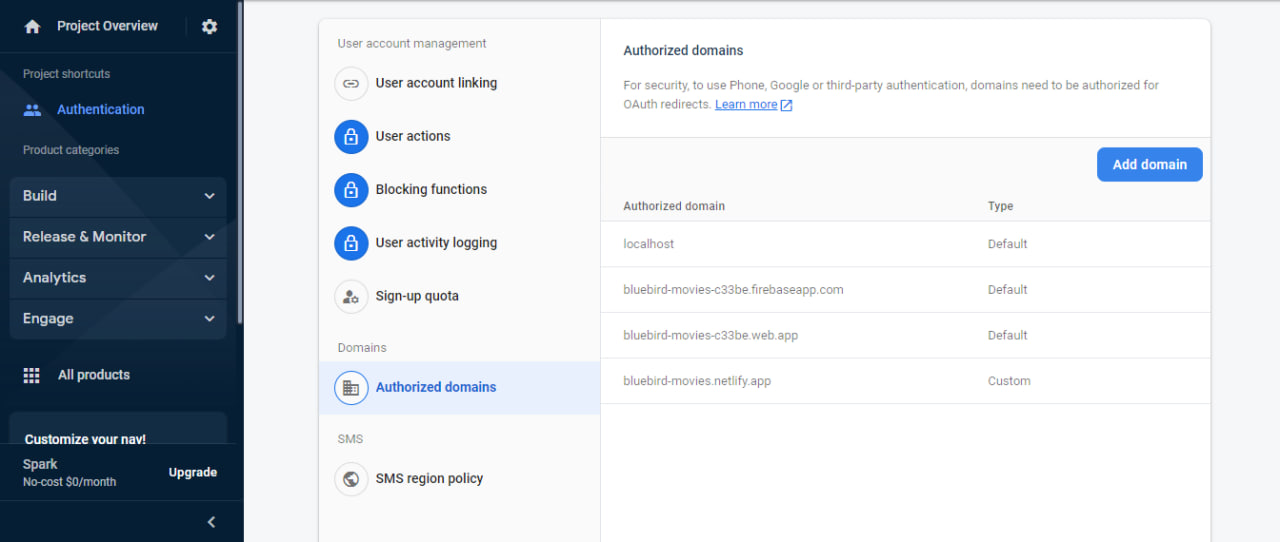 Project Overview
Project shortcuts
Authentication
Product categories
Build
Release & Monitor
Analytics
Engage
All products
Customize your nav!
Spark
No-cost $0/month
Upgrade
User account management
User account linking
User actions
Blocking functions
User activity logging
Sign-up quota
Domains
Authorized domains
SMS
SMS region policy
Authorized domains
For security, to use Phone, Google or third-party authentication, domains need to be authorized for
OAuth redirects. Learn more
Add domain
Authorized domain Type
localhost Default
bluebird-movies-c33be.firebaseapp.com Default
bluebird-movies-c33be.web.app Default
bluebird-movies.netlify.app Custom